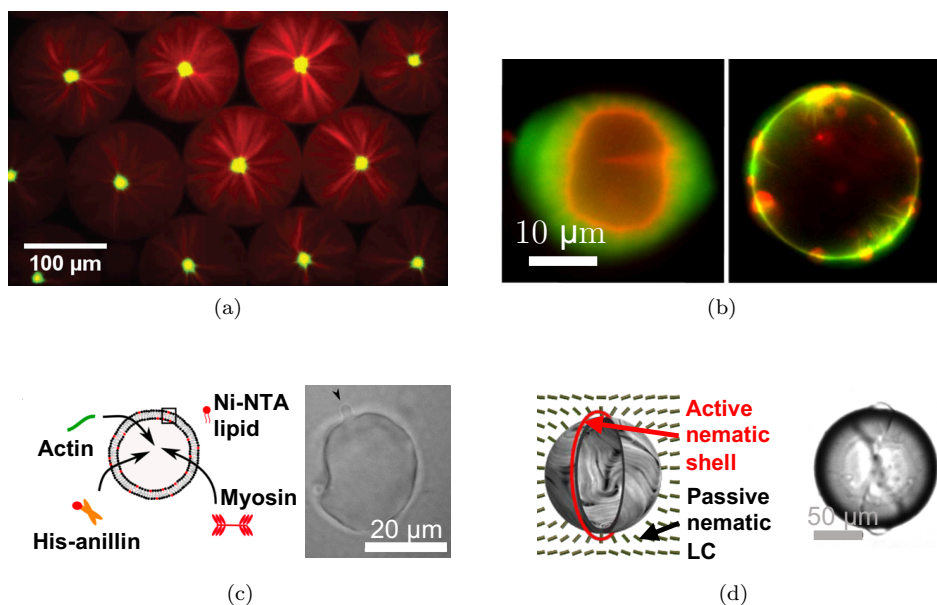 100 µm
(a)
10 µm
(b)
Actin
Ni-NTA
lipid
Myosin
His-anillin
20 µm
(c)
Active
nematic
shell
Passive
nematic
LC
50 µm
(d)